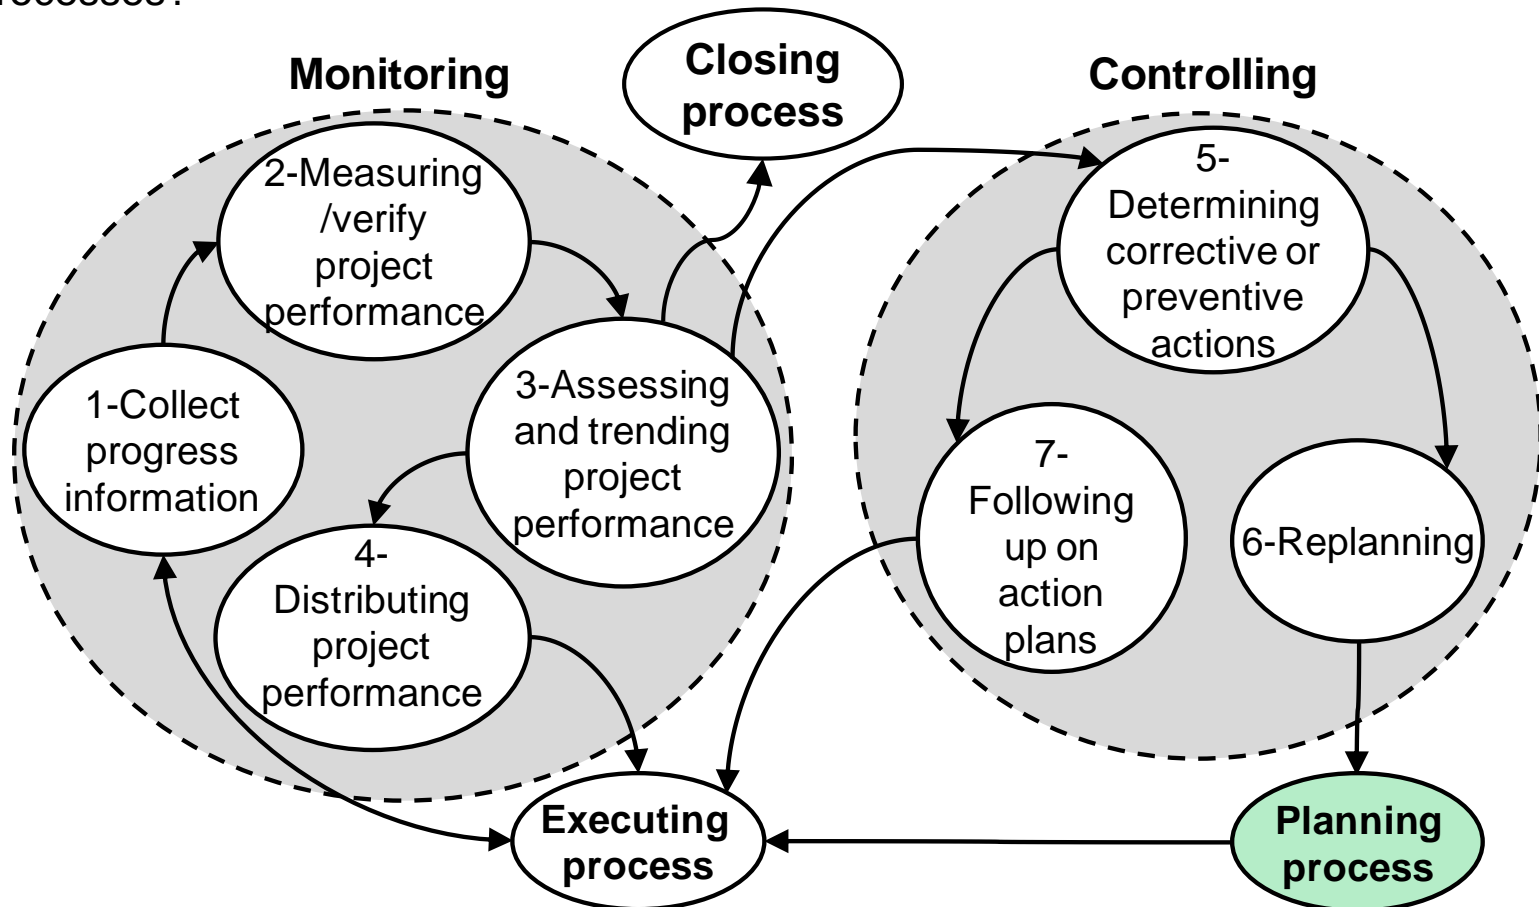 Monitoring
Closing
process
Controlling
2-Measuring
/verify
project
performance
5-
Determining
corrective or
preventive
actions
1-Collect
progress
information
3-Assessing
and trending
project
performance
7-
Following
up on
action
plans
6-Replanning
4-
Distributing
project
performance
Executing
process
Planning
process